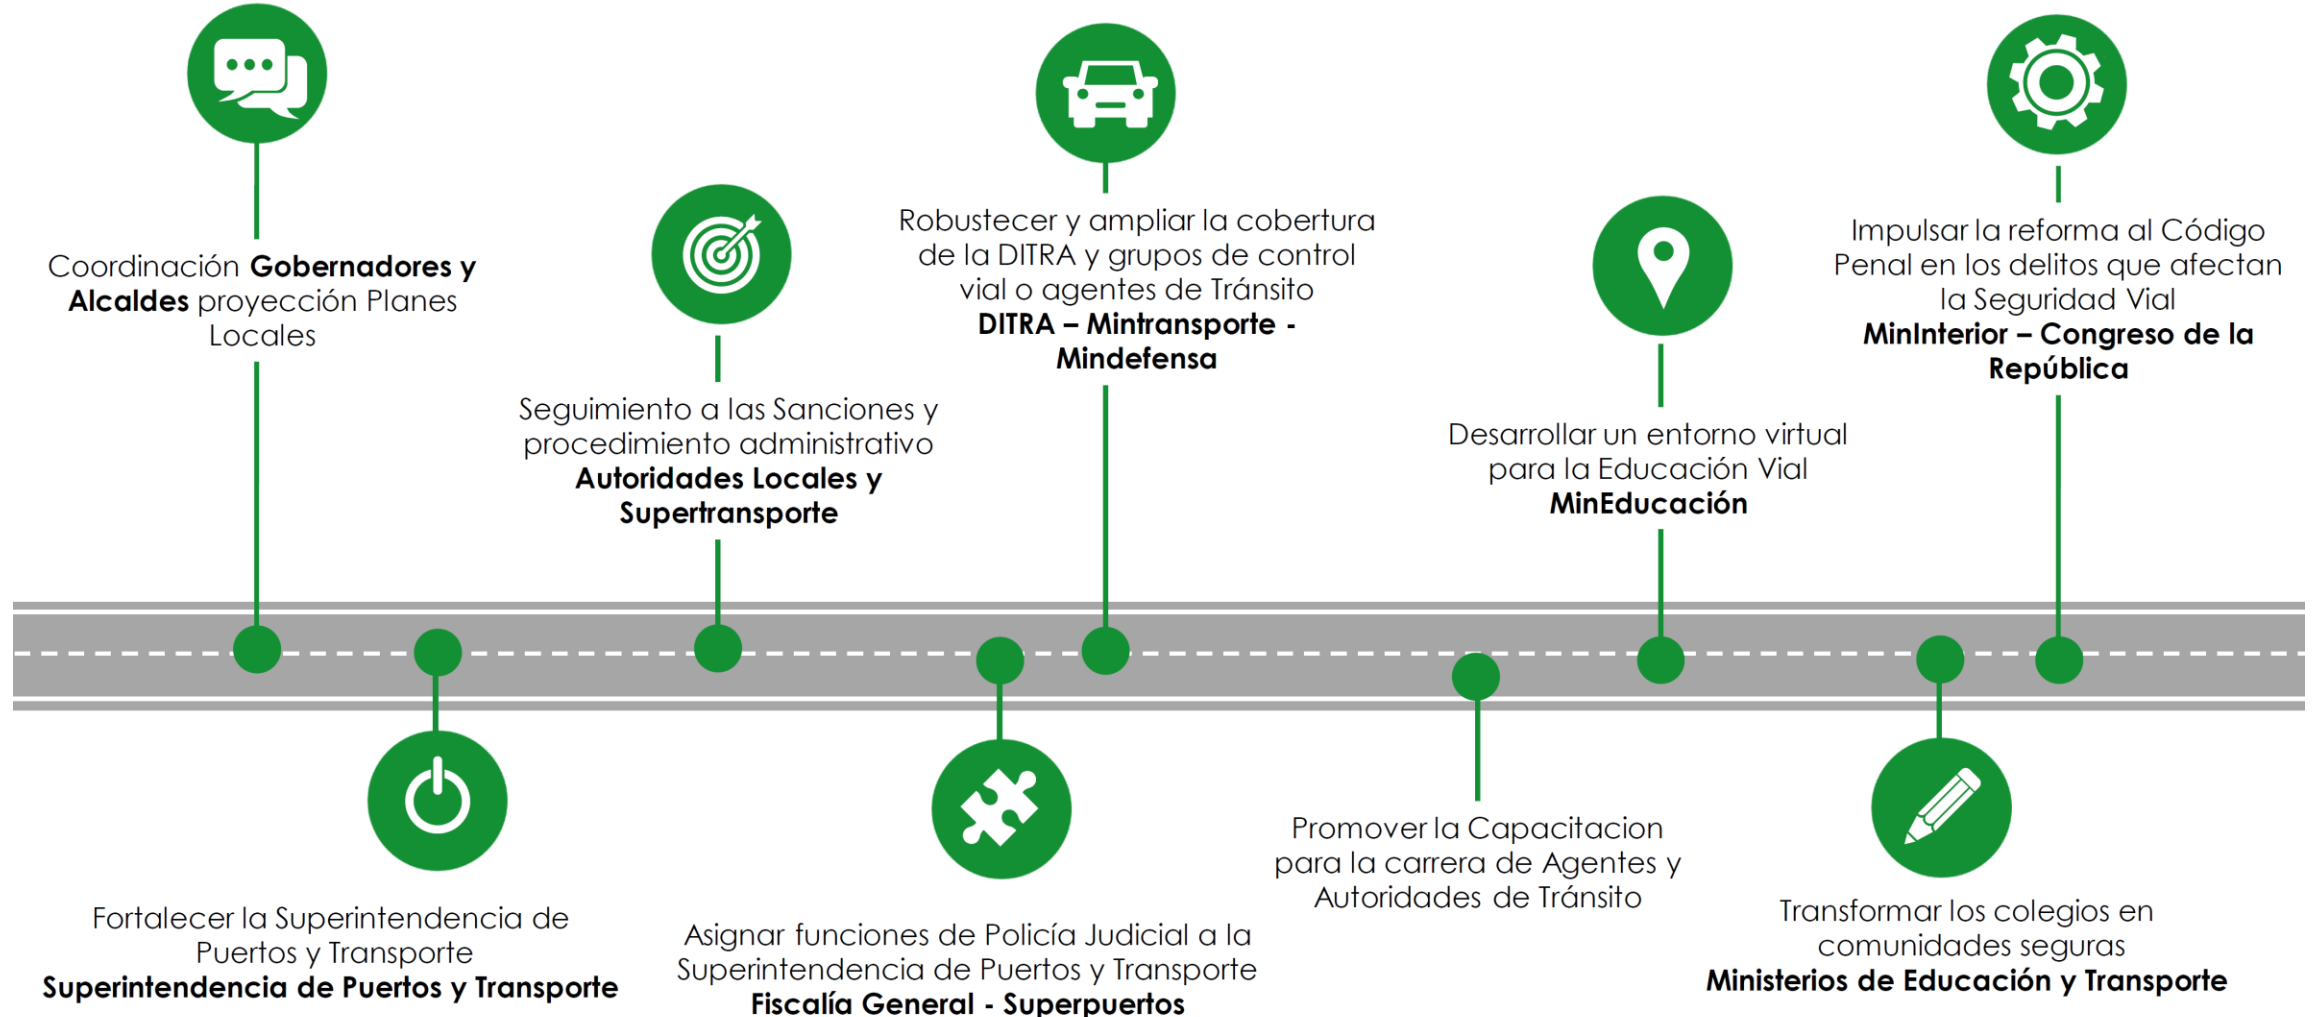 Coordinación Gobernadores y
Alcaldes proyección Planes
Locales
Seguimiento a las Sanciones y
procedimiento administrativo
Autoridades Locales y
Supertransporte
Robustecer y ampliar la cobertura
de la DITRA y grupos de control
vial o agentes de Tránsito
DITRA – Mintransporte -
Mindefensa
Desarrollar un entorno virtual
para la Educación Vial
MinEducación
Impulsar la reforma al Código
Penal en los delitos que afectan
la Seguridad Vial
MinInterior – Congreso de la
República
Fortalecer la Superintendencia de
Puertos y Transporte
Superintendencia de Puertos y Transporte
Asignar funciones de Policía Judicial a la
Superintendencia de Puertos y Transporte
Fiscalía General - Superpuertos
Promover la Capacitacion
para la carrera de Agentes y
Autoridades de Tránsito
Transformar los colegios en
comunidades seguras
Ministerios de Educación y Transporte